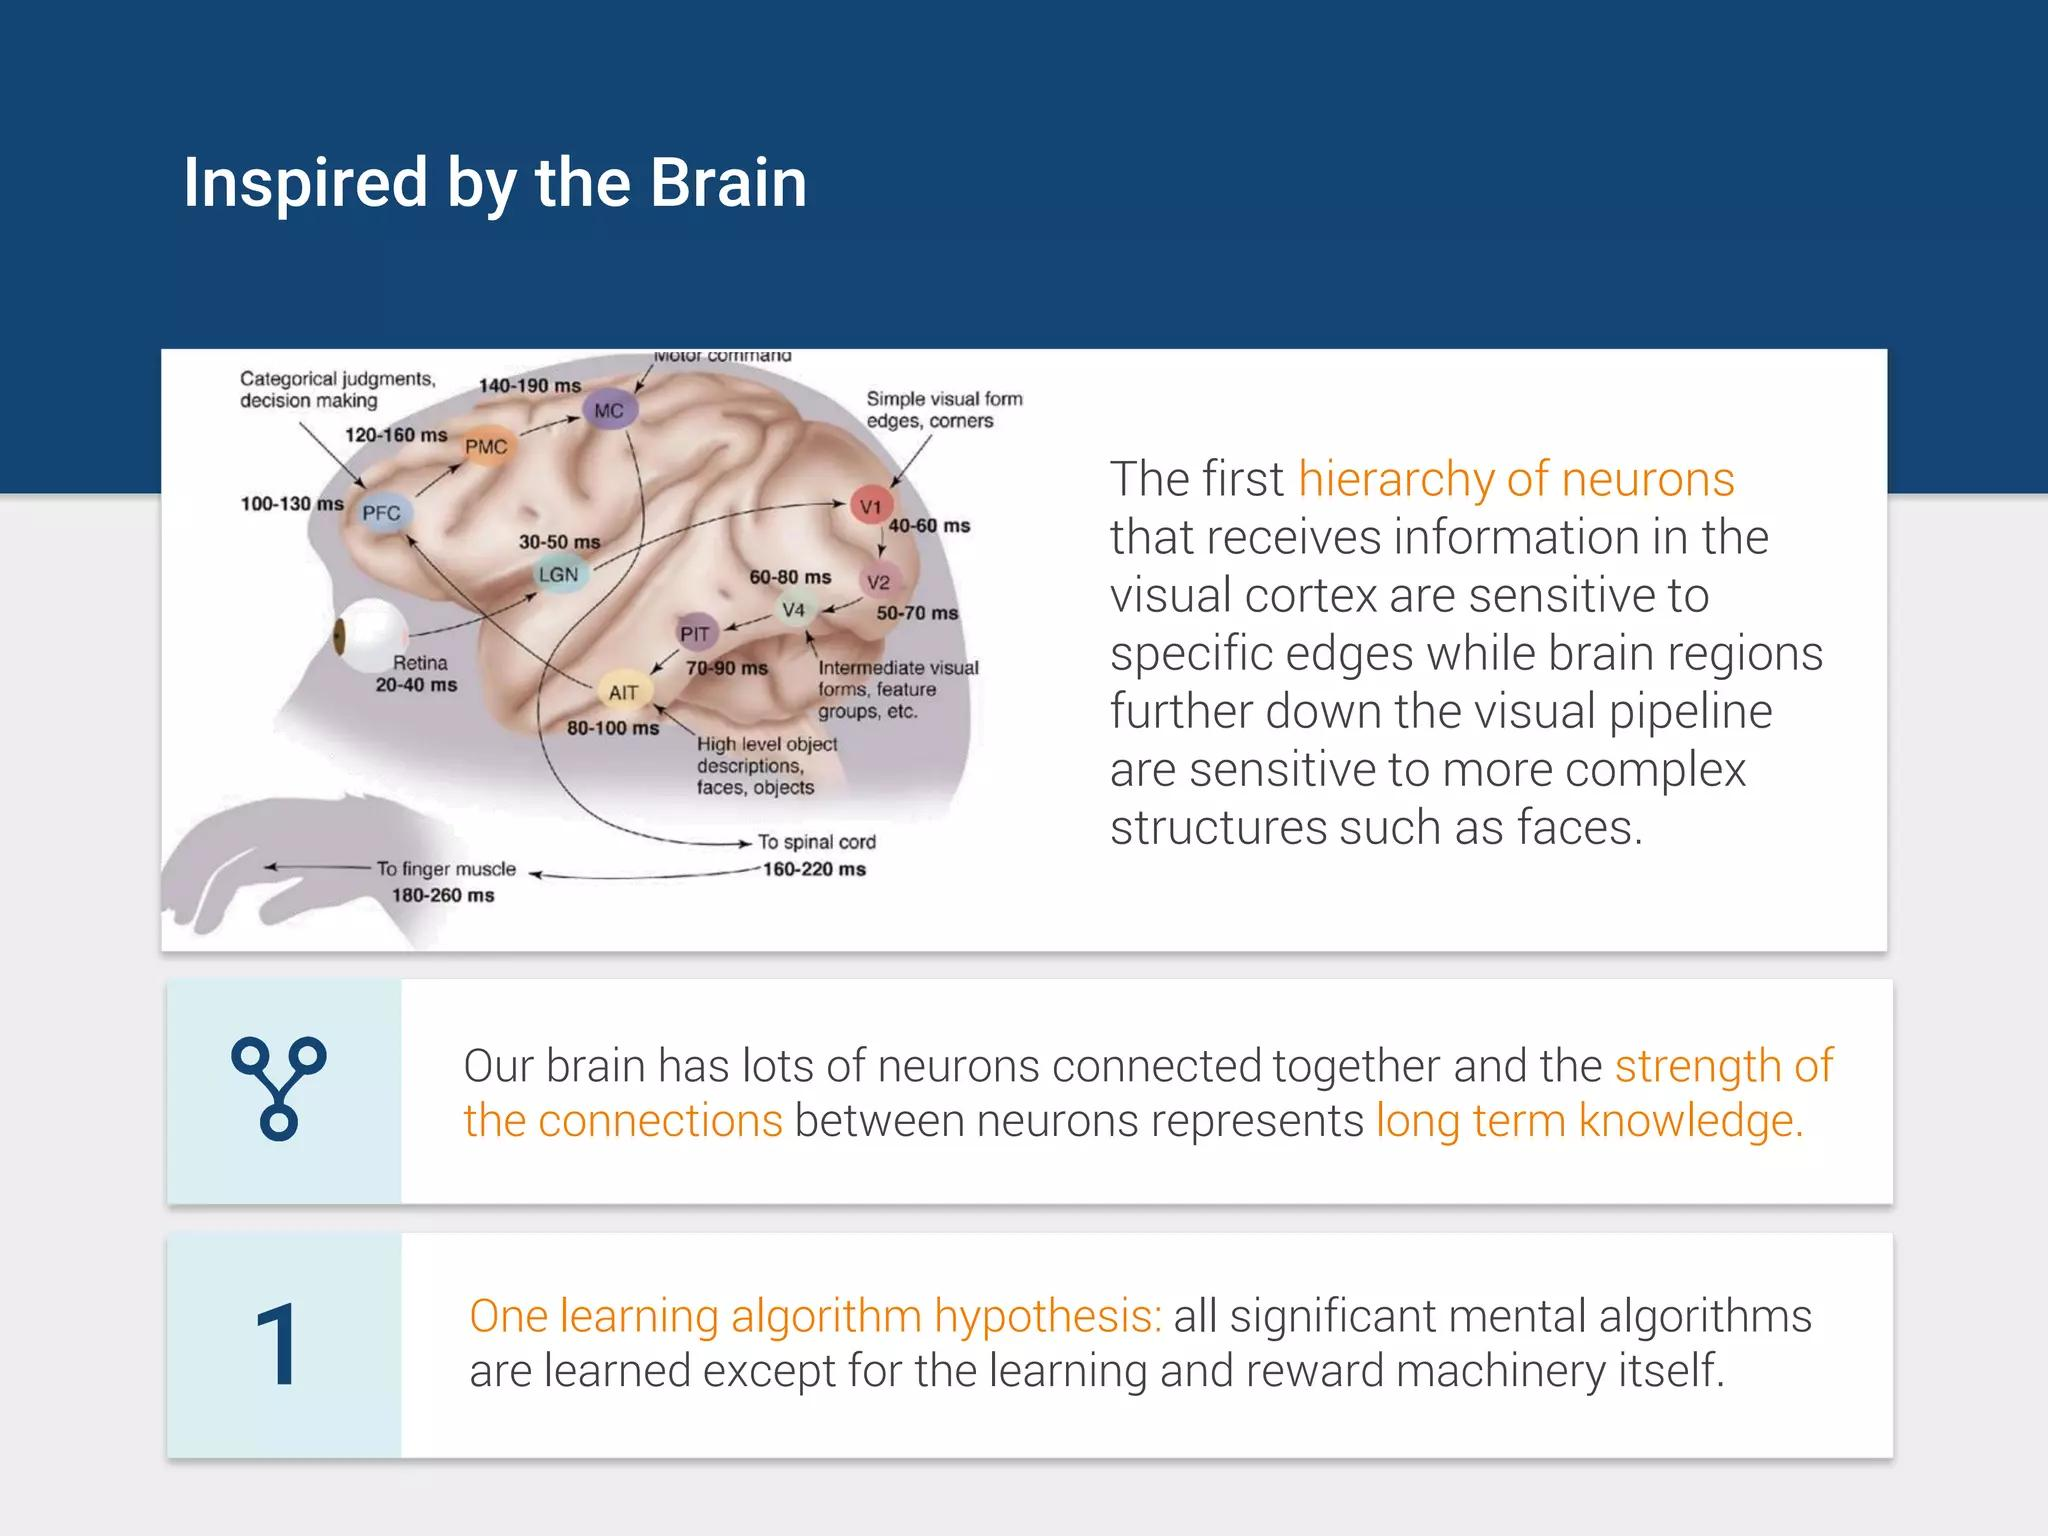 Inspired by the Brain
Motor command
Categorical judgments,
decision making
140-190 ms
MC
Simple visual form
edges, corners
120-160 ms
PMC
100-130 ms
PFC
V1
40-60 ms
30-50 ms
LGN
60-80 ms
V2
V4
50-70 ms
PIT
Retina
20-40 ms
70-90 ms
Intermediate visual
forms, feature
groups, etc.
AIT
80-100 ms
High level object
descriptions,
faces, objects
To spinal cord
160-220 ms
To finger muscle
180-260 ms
The first hierarchy of neurons
that receives information in the
visual cortex are sensitive to
specific edges while brain regions
further down the visual pipeline
are sensitive to more complex
structures such as faces.
Our brain has lots of neurons connected together and the strength of
the connections between neurons represents long term knowledge.
1
One learning algorithm hypothesis: all significant mental algorithms
are learned except for the learning and reward machinery itself.